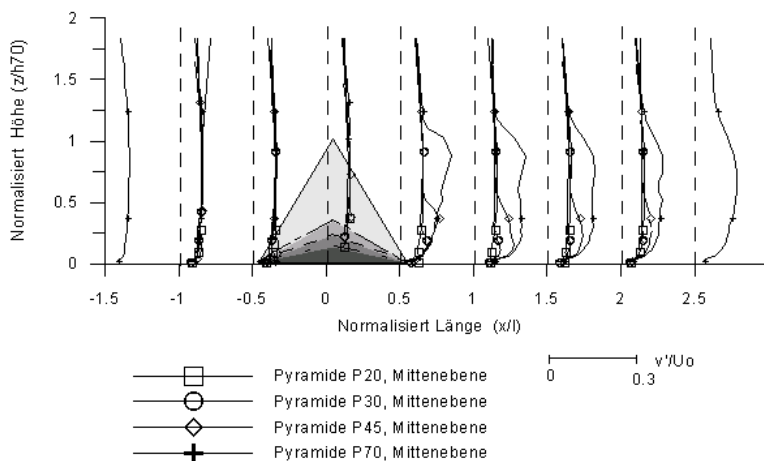 2
1.5
1
0.5
0
Normalisiert Höhe (z/h70)
-1.5 -1 -0.5 0 0.5 1 1.5 2 2.5
Normalisiert Länge (x/l)
v'/Uo
0 0.3
Pyramide P20, Mittenebene
Pyramide P30, Mittenebene
Pyramide P45, Mittenebene
Pyramide P70, Mittenebene